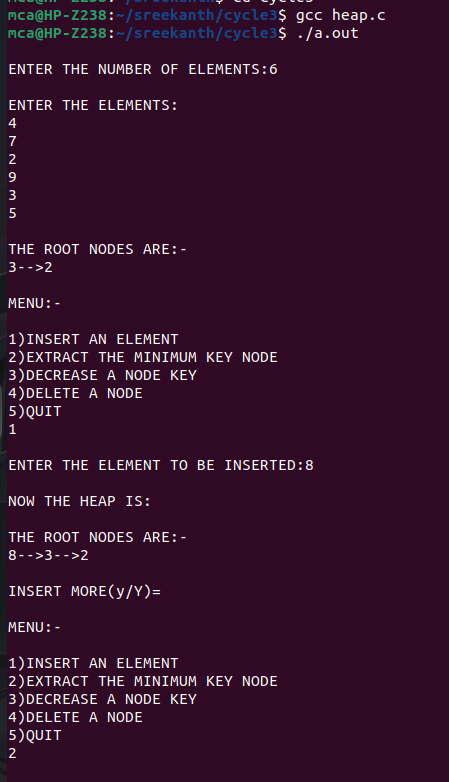 mca@HP-Z238:~/sreekanth/cycle3$ gcc heap.c
mca@HP-Z238:~/sreekanth/cycle3$ ./a.out
ENTER THE NUMBER OF ELEMENTS:6
ENTER THE ELEMENTS:
4
7
2
9
3
5
THE ROOT NODES ARE:-
3-->2
MENU:-
1)INSERT AN ELEMENT
2)EXTRACT THE MINIMUM KEY NODE
3)DECREASE A NODE KEY
4)DELETE A NODE
5)QUIT
1
ENTER THE ELEMENT TO BE INSERTED:8
NOW THE HEAP IS:
THE ROOT NODES ARE:-
8-->3-->2
INSERT MORE(y/Y)=
MENU:-
1)INSERT AN ELEMENT
2)EXTRACT THE MINIMUM KEY NODE
3)DECREASE A NODE KEY
4)DELETE A NODE
5)QUIT
2